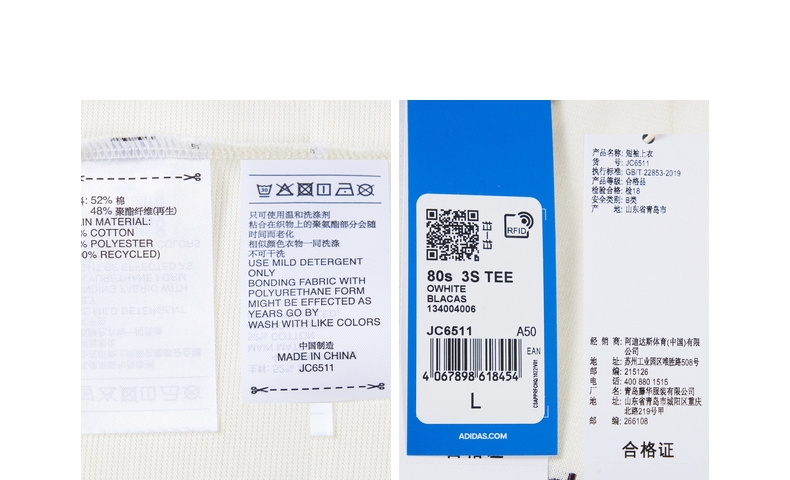 52% 棉
48% 聚酯纤维(再生)
IN MATERIAL:
% COTTON
% POLYESTER
00% RECYCLED)
只可使用温和洗涤剂
粘合在织物上的聚氨酯部分会随
时间而老化
相似颜色衣物一同洗涤
不可干洗
USE MILD DETERGENT
ONLY
BONDING FABRIC WITH
POLYURETHANE FORM
MIGHT BE EFFECTED AS
YEARS GO BY
WASH WITH LIKE COLORS
中国制造
MADE IN CHINA
JC6511
RFID
80s 3S TEE
OWHITE
BLACAS
134004006
JC6511 A50
EAN
4 067898 618454
L
ADIDAS.COM
产品名称: 短袖上衣
货 号: JC6511
执行标准: GB/T 22853-2019
产品等级: 合格品
检验合格: 检18
安全类别: B类
产 地: 山东省青岛市
经 销 商: 阿迪达斯体育(中国)有限
公司
地 址: 苏州工业园区唯胜路508号
邮 编: 215126
电 话: 400 880 1515
厂 名: 青岛藤华服装有限公司
地 址: 山东省青岛市城阳区重庆
北路219号甲
邮 编: 266108
合格证